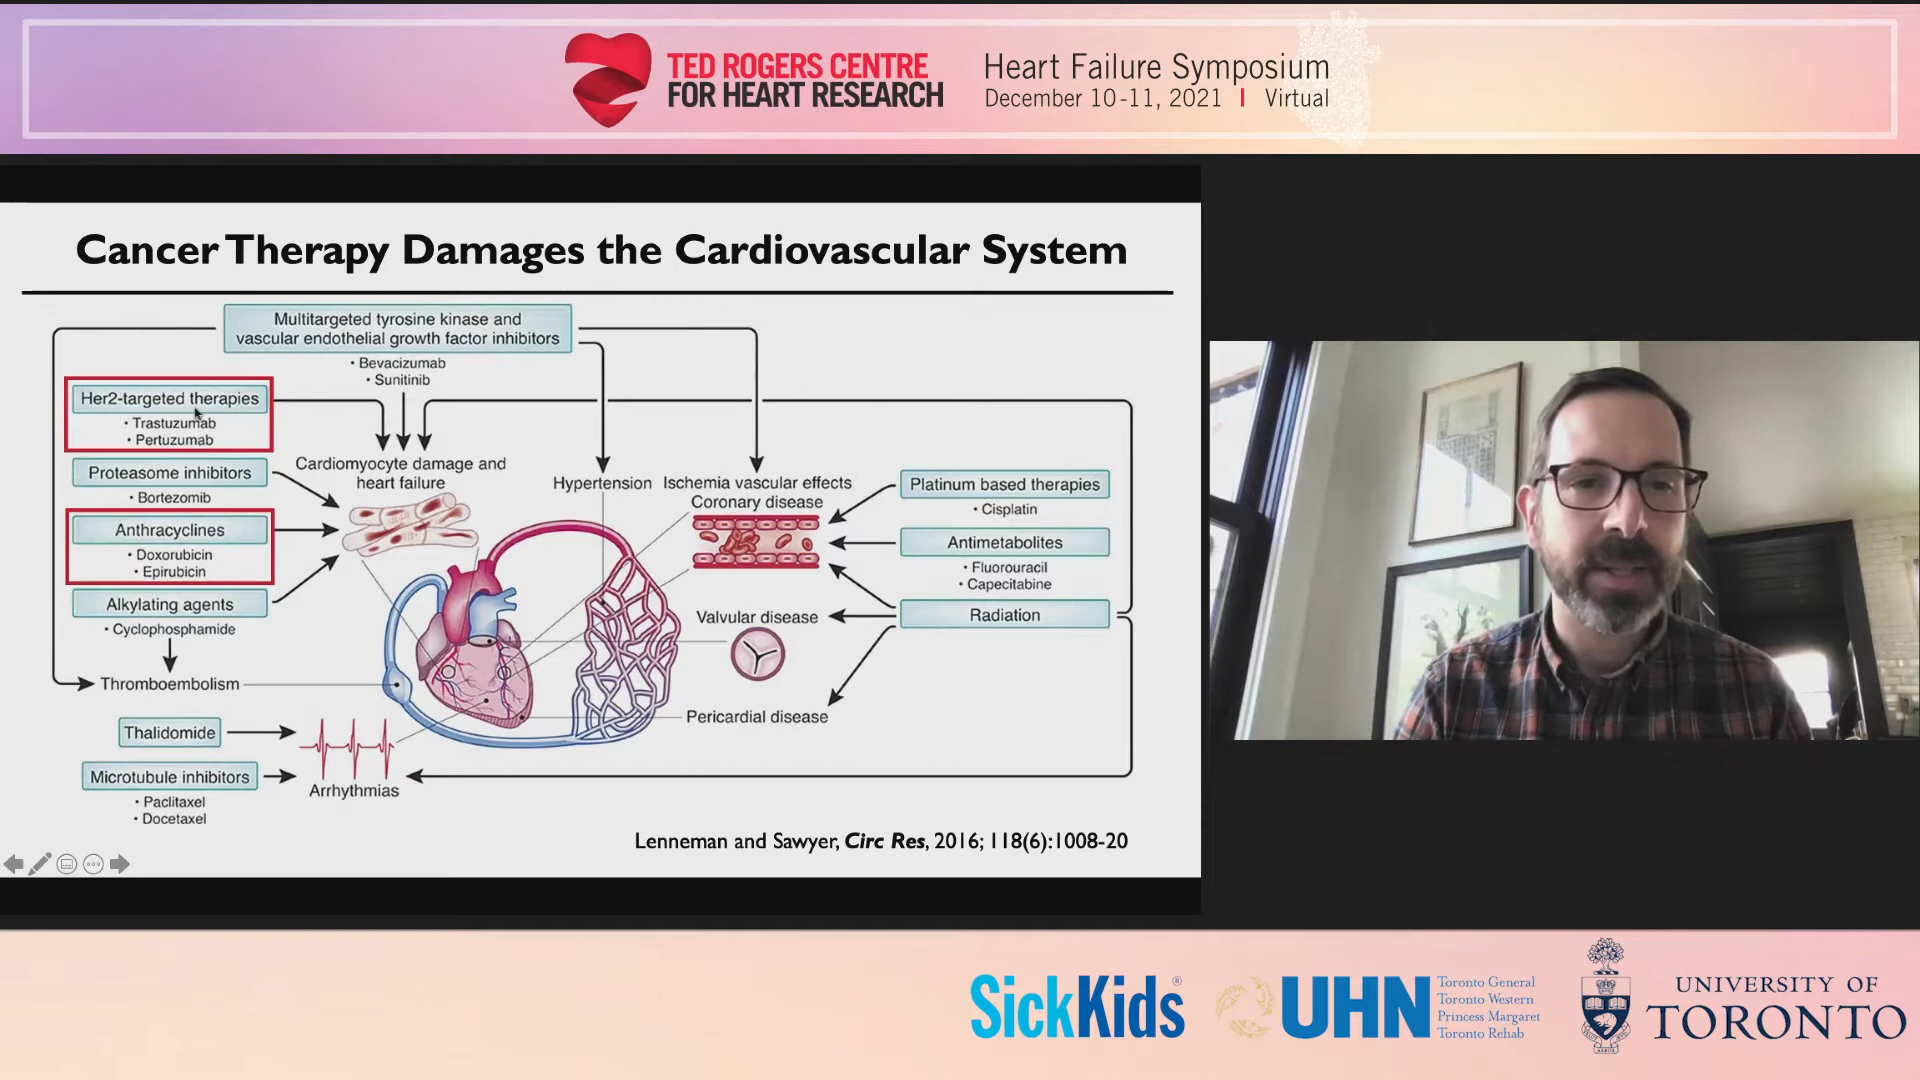 TED ROGERS CENTRE
FOR HEART RESEARCH
Heart Failure Symposium
December 10-11, 2021 | Virtual
Cancer Therapy Damages the Cardiovascular System
Multitargeted tyrosine kinase and
vascular endothelial growth factor inhibitors
• Bevacizumab
• Sunitinib
Her2-targeted therapies
• Trastuzumab
• Pertuzumab
Proteasome inhibitors
• Bortezomib
Anthracyclines
• Doxorubicin
• Epirubicin
Alkylating agents
• Cyclophosphamide
Thromboembolism
Thalidomide
Microtubule inhibitors
• Paclitaxel
• Docetaxel
Arrhythmias
Cardiomyocyte damage and
heart failure
Hypertension
Ischemia vascular effects
Coronary disease
Valvular disease
Pericardial disease
Platinum based therapies
• Cisplatin
Antimetabolites
• Fluorouracil
• Capecitabine
Radiation
Lenneman and Sawyer, Circ Res, 2016; 118(6):1008-20
SickKids®
UHN
Toronto General
Toronto Western
Princess Margaret
Toronto Rehab
UNIVERSITY OF
TORONTO